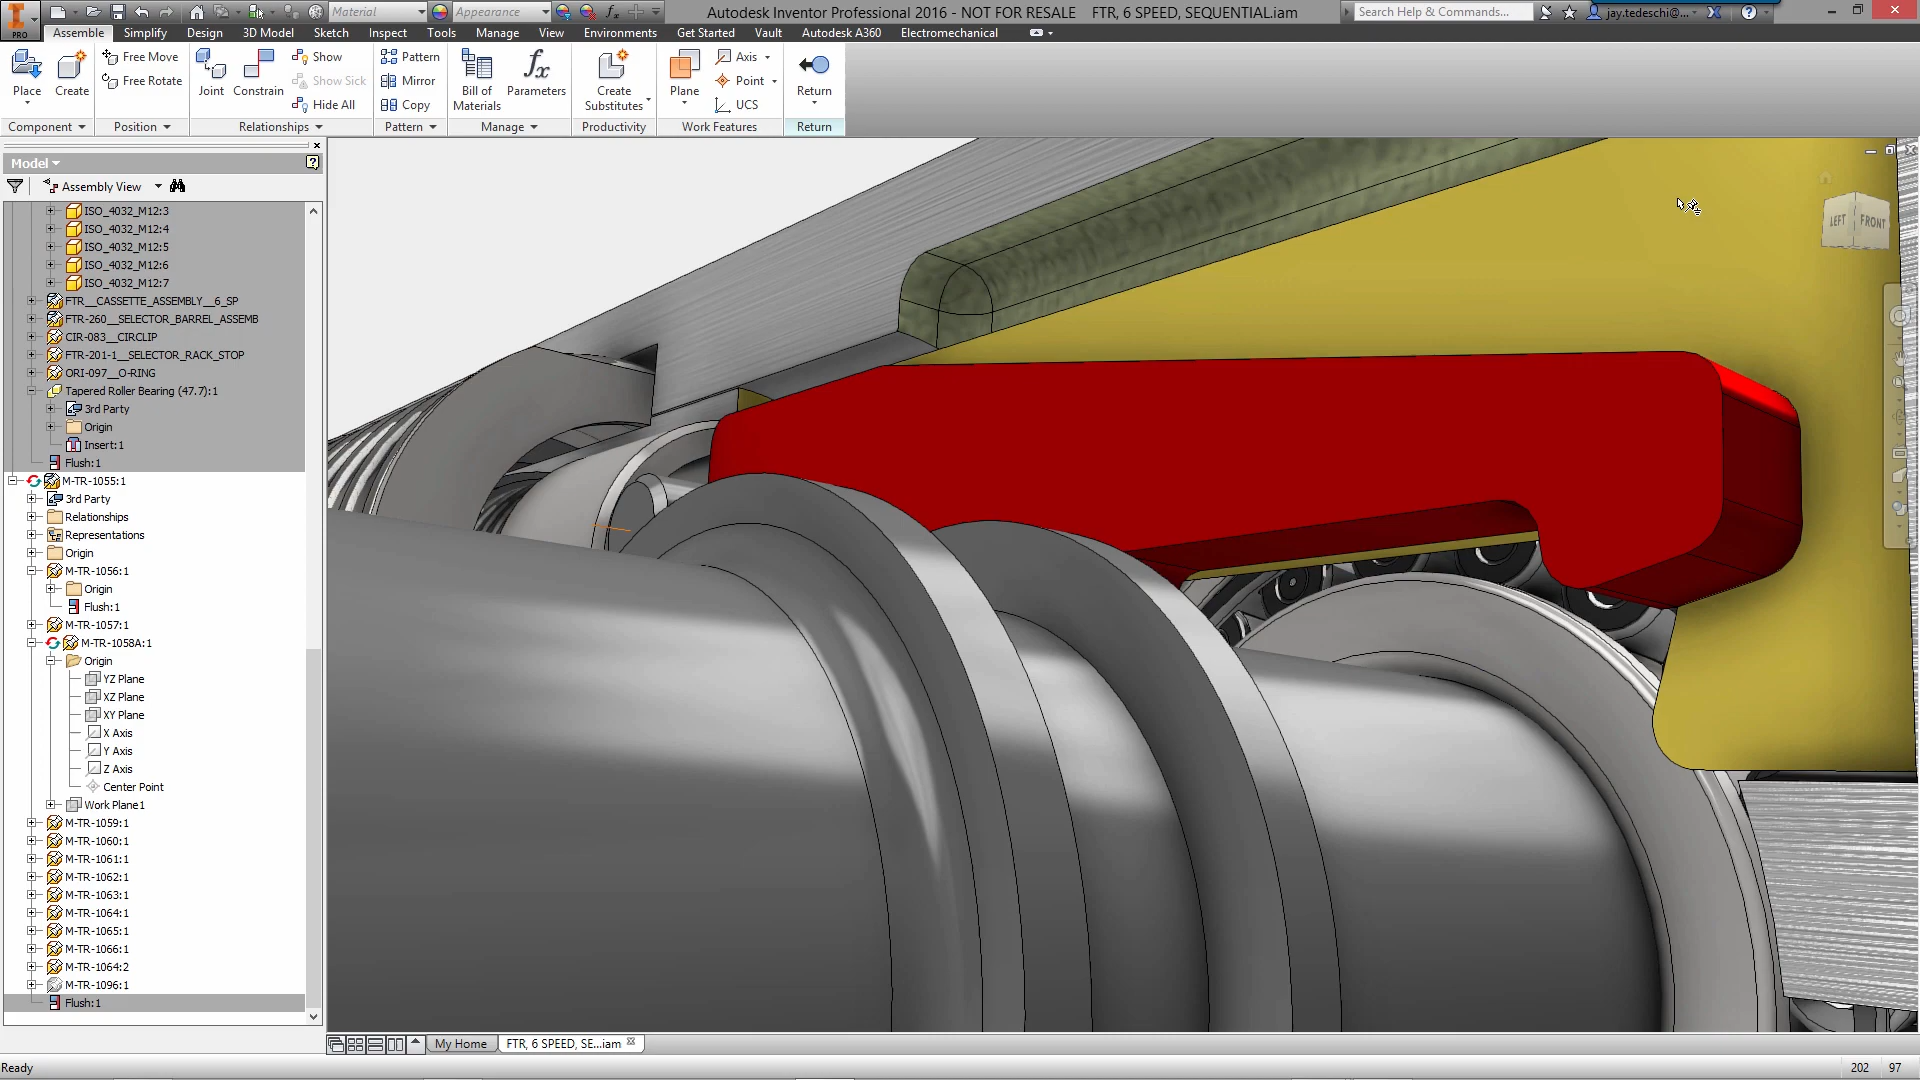 Material
Appearance
Autodesk Inventor Professional 2016 - NOT FOR RESALE FTR, 6 SPEED, SEQUENTIAL.iam
Search Help & Commands...
jay.tedeschi@...
PRO
Assemble Simplify Design 3D Model Sketch Inspect Tools Manage View Environments Get Started Vault Autodesk A360 Electromechanical
Place
Create
Free Move
Free Rotate
Joint
Constrain
Show
Show Sick
Hide All
Pattern
Mirror
Copy
Bill of
Materials
fx
Parameters
Create
Substitutes
Plane
Axis
Point
UCS
Return
Component
Position
Relationships
Pattern
Manage
Productivity
Work Features
Return
Model
Assembly View
ISO_4032_M12:3
ISO_4032_M12:4
ISO_4032_M12:5
ISO_4032_M12:6
ISO_4032_M12:7
FTR__CASSETTE_ASSEMBLY__6_SP
FTR-260__SELECTOR_BARREL_ASSEMB
CIR-083__CIRCLIP
FTR-201-1__SELECTOR_RACK_STOP
ORI-097__O-RING
Tapered Roller Bearing (47.7):1
3rd Party
Origin
Insert:1
Flush:1
M-TR-1055:1
3rd Party
Relationships
Representations
Origin
M-TR-1056:1
Origin
Flush:1
M-TR-1057:1
M-TR-1058A:1
Origin
YZ Plane
XZ Plane
XY Plane
X Axis
Y Axis
Z Axis
Center Point
Work Plane1
M-TR-1059:1
M-TR-1060:1
M-TR-1061:1
M-TR-1062:1
M-TR-1063:1
M-TR-1064:1
M-TR-1065:1
M-TR-1066:1
M-TR-1064:2
M-TR-1096:1
Flush:1
LEFT FRONT
My Home
FTR, 6 SPEED, SE...iam
Ready
202 97